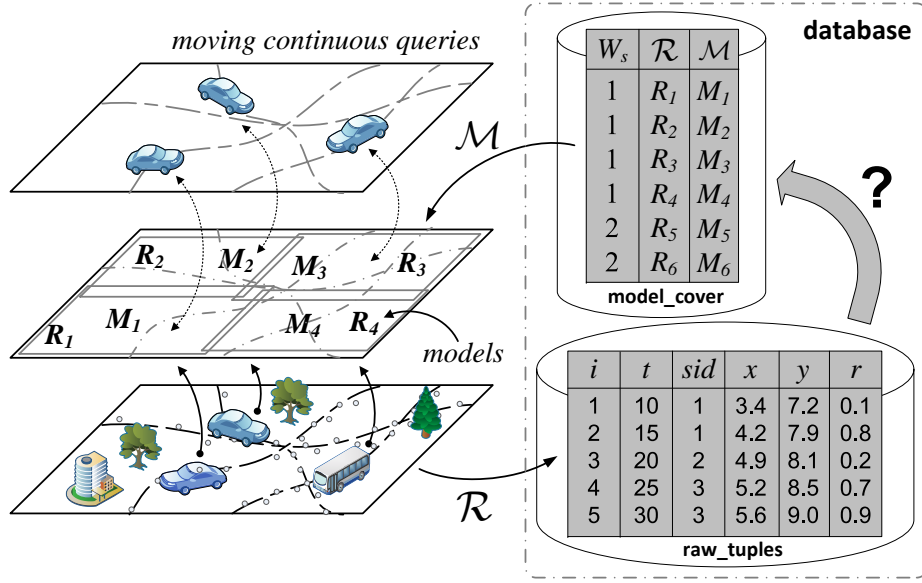 moving continuous queries
database
W_s ℛ ℳ
1 R_1 M_1
1 R_2 M_2
1 R_3 M_3
1 R_4 M_4
2 R_5 M_5
2 R_6 M_6
model_cover
ℳ
?
R_2 M_2 M_3 R_3
R_1 M_1 M_4 R_4
models
i t sid x y r
1 10 1 3.4 7.2 0.1
2 15 1 4.2 7.9 0.8
3 20 2 4.9 8.1 0.2
4 25 3 5.2 8.5 0.7
5 30 3 5.6 9.0 0.9
raw_tuples
ℛ